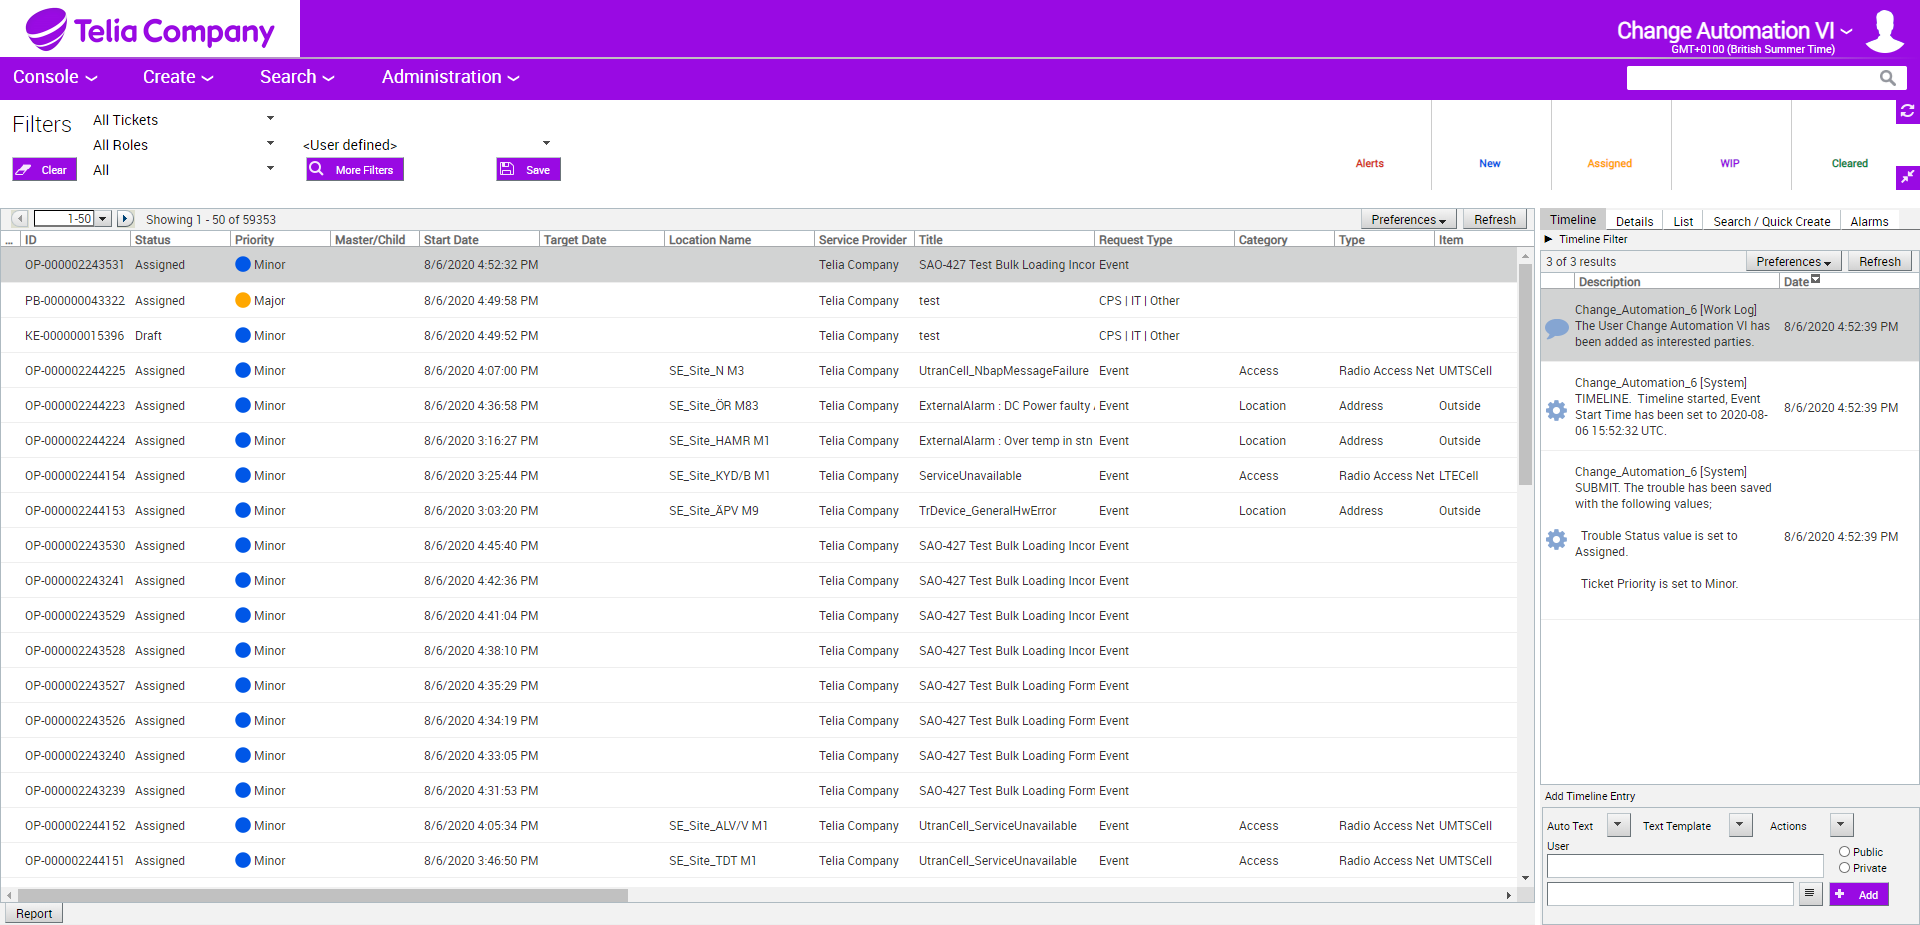 Telia Company
Change Automation VI
GMT+0100 (British Summer Time)
Console Create Search Administration
Filters
All Tickets
All Roles
<User defined>
Clear
All
More Filters
Save
Alerts New Assigned WIP Cleared
1-50 Showing 1 - 50 of 59353 Preferences Refresh
... ID Status Priority Master/Child Start Date Target Date Location Name Service Provider Title Request Type Category Type Item
OP-000002243531 Assigned Minor 8/6/2020 4:52:32 PM Telia Company SAO-427 Test Bulk Loading Incor Event
PB-000000043322 Assigned Major 8/6/2020 4:49:58 PM Telia Company test CPS | IT | Other
KE-000000015396 Draft Minor 8/6/2020 4:49:52 PM Telia Company test CPS | IT | Other
OP-000002244225 Assigned Minor 8/6/2020 4:07:00 PM SE_Site_N M3 Telia Company UtranCell_NbapMessageFailure Event Access Radio Access Net UMTSCell
OP-000002244223 Assigned Minor 8/6/2020 4:36:58 PM SE_Site_ÖR M83 Telia Company ExternalAlarm : DC Power faulty Event Location Address Outside
OP-000002244224 Assigned Minor 8/6/2020 3:16:27 PM SE_Site_HAMR M1 Telia Company ExternalAlarm : Over temp in stn Event Location Address Outside
OP-000002244154 Assigned Minor 8/6/2020 3:25:44 PM SE_Site_KYD/B M1 Telia Company ServiceUnavailable Event Access Radio Access Net LTECell
OP-000002244153 Assigned Minor 8/6/2020 3:03:20 PM SE_Site_ÄPV M9 Telia Company TrDevice_GeneralHwError Event Location Address Outside
OP-000002243530 Assigned Minor 8/6/2020 4:45:40 PM Telia Company SAO-427 Test Bulk Loading Incor Event
OP-000002243241 Assigned Minor 8/6/2020 4:42:36 PM Telia Company SAO-427 Test Bulk Loading Incor Event
OP-000002243529 Assigned Minor 8/6/2020 4:41:04 PM Telia Company SAO-427 Test Bulk Loading Incor Event
OP-000002243528 Assigned Minor 8/6/2020 4:38:10 PM Telia Company SAO-427 Test Bulk Loading Incor Event
OP-000002243527 Assigned Minor 8/6/2020 4:35:29 PM Telia Company SAO-427 Test Bulk Loading Form Event
OP-000002243526 Assigned Minor 8/6/2020 4:34:19 PM Telia Company SAO-427 Test Bulk Loading Form Event
OP-000002243240 Assigned Minor 8/6/2020 4:33:05 PM Telia Company SAO-427 Test Bulk Loading Form Event
OP-000002243239 Assigned Minor 8/6/2020 4:31:53 PM Telia Company SAO-427 Test Bulk Loading Form Event
OP-000002244152 Assigned Minor 8/6/2020 4:05:34 PM SE_Site_ALV/V M1 Telia Company UtranCell_ServiceUnavailable Event Access Radio Access Net UMTSCell
OP-000002244151 Assigned Minor 8/6/2020 3:46:50 PM SE_Site_TDT M1 Telia Company UtranCell_ServiceUnavailable Event Access Radio Access Net UMTSCell
Report
Timeline Details List Search / Quick Create Alarms
Timeline Filter
3 of 3 results Preferences Refresh
Description Date
Change_Automation_6 [Work Log]
The User Change Automation VI has 8/6/2020 4:52:39 PM
been added as interested parties.
Change_Automation_6 [System]
TIMELINE. Timeline started, Event
Start Time has been set to 2020-08- 8/6/2020 4:52:39 PM
06 15:52:32 UTC.
Change_Automation_6 [System]
SUBMIT. The trouble has been saved
with the following values;
Trouble Status value is set to 8/6/2020 4:52:39 PM
Assigned.
Ticket Priority is set to Minor.
Add Timeline Entry
Auto Text Text Template Actions
User
Public
Private
Add